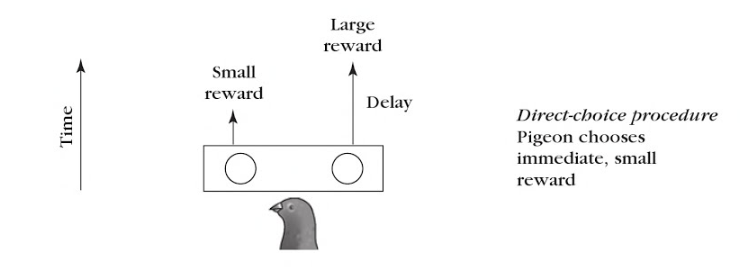 Large
reward
Small
reward
Delay
Time
Direct-choice procedure
Pigeon chooses
immediate, small
reward